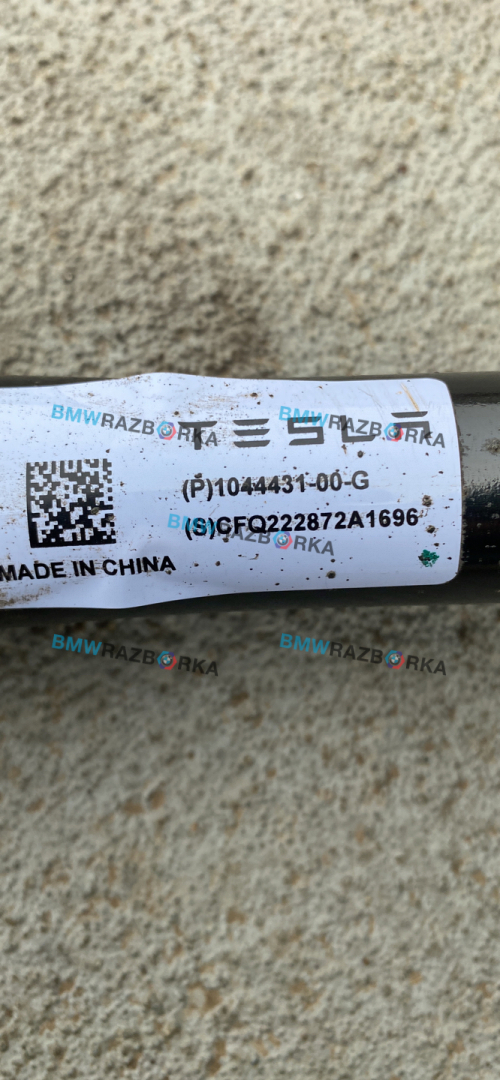 TESLA
(P)1044431-00-G
(S)CFQ222872A1696
MADE IN CHINA
BMWRAZBORKA
BMWRAZBORKA
BMWRAZBORKA
BMWRAZBORKA
BMWRAZBORKA